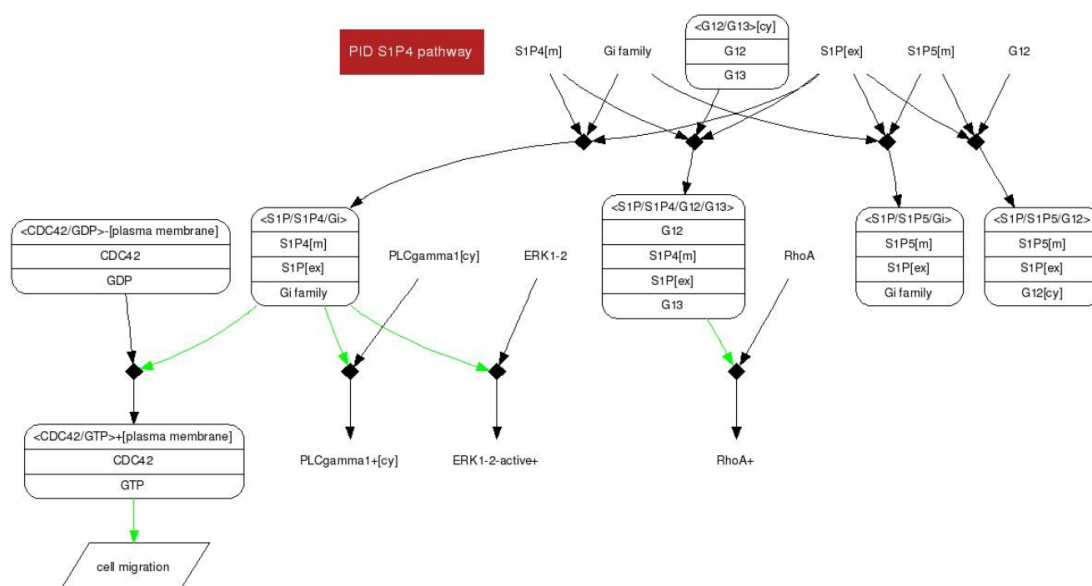 PID S1P4 pathway
S1P4[m]
Gi family
<G12/G13>[cy]
G12
G13
S1P[ex]
S1P5[m]
G12
<CDC42/GDP>-[plasma membrane]
CDC42
GDP
<S1P/S1P4/Gi>
S1P4[m]
S1P[ex]
Gi family
PLCgamma1[cy]
ERK1-2
<S1P/S1P4/G12/G13>
G12
S1P4[m]
S1P[ex]
G13
RhoA
<S1P/S1P5/Gi>
S1P5[m]
S1P[ex]
Gi family
<S1P/S1P5/G12>
S1P5[m]
S1P[ex]
G12[cy]
<CDC42/GTP>+[plasma membrane]
CDC42
GTP
PLCgamma1+[cy]
ERK1-2-active+
RhoA+
cell migration